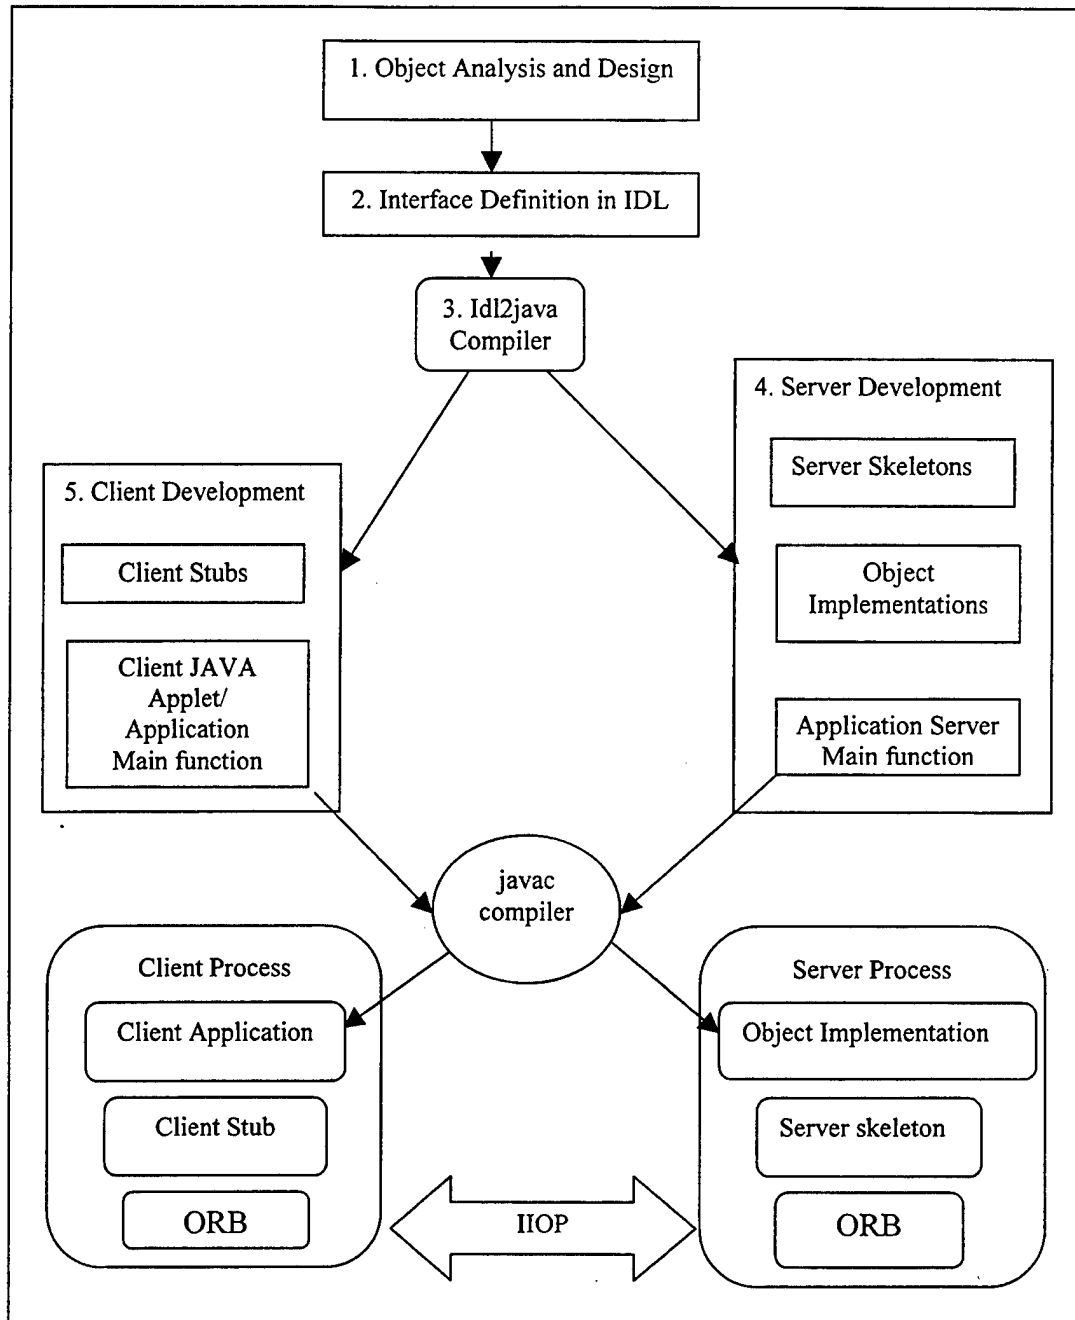 1. Object Analysis and Design
2. Interface Definition in IDL
3. Idl2java
Compiler
4. Server Development
Server Skeletons
Object
Implementations
Application Server
Main function
5. Client Development
Client Stubs
Client JAVA
Applet/
Application
Main function
javac
compiler
Client Process
Client Application
Client Stub
ORB
IIOP
Server Process
Object Implementation
Server skeleton
ORB